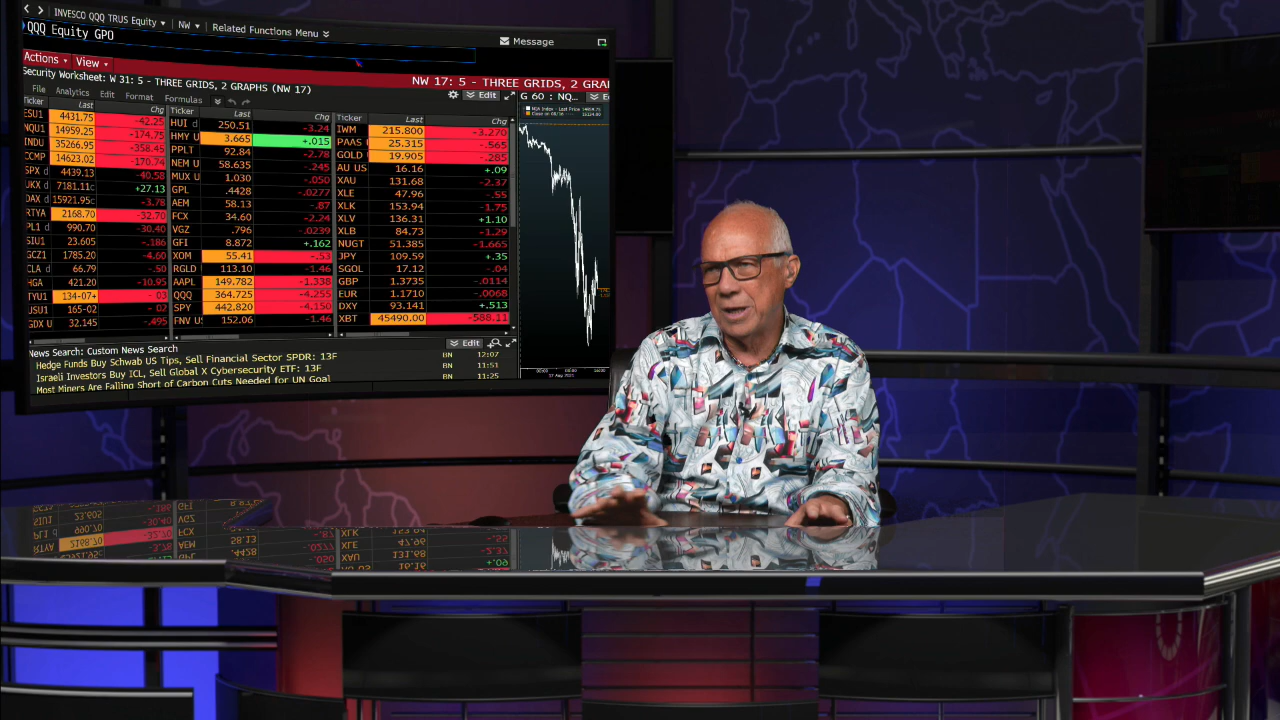 INVESCO QQQ TRUS Equity NW Related Functions Menu
QQQ Equity GPO
Message
Actions View
NW 17: 5 - THREE GRIDS, 2 GRA
Security Worksheet: W 31: 5 - THREE GRIDS, 2 GRAPHS (NW 17)
File Analytics Edit Format Formulas
Edit
G 60 : NQ...
Ticker Last Chg
ESU1 4431.75 -42.25
NQU1 14959.25 -174.75
INDU 35266.95 -358.45
CCMP 14623.02 -170.74
SPX d 4439.13 -40.58
UKX d 7181.11c +27.13
DAX d 15921.95c -3.78
RTYA 2168.70 -32.70
PL1 d 990.70 -30.40
SIU1 23.605 -.186
GCZ1 1785.20 -4.60
CLA d 66.79 -.50
HGA 421.20 -10.95
TYU1 134-07+ - 03
USU1 165-02 - 02
GDX U 32.145 -.495
Ticker Last Chg
HUI d 250.51 -3.24
HMY U 3.665 +.015
PPLT 92.84 -2.78
NEM U 58.635 -.245
MUX U 1.030 -.050
GPL .4428 -.0277
AEM 58.13 -.87
FCX 34.60 -2.24
VGZ .796 -.0239
GFI 8.872 +.162
XOM 55.41 -.53
RGLD 113.10 -1.46
AAPL 149.782 -1.338
QQQ 364.725 -4.255
SPY 442.820 -4.150
FNV U 152.06 -1.46
Ticker Last Chg
IWM 215.800 -3.270
PAAS 25.315 -.565
GOLD 19.905 -.285
AU US 16.16 +.09
XAU 131.68 -2.37
XLE 47.96 -.55
XLK 153.94 -1.75
XLV 136.31 +1.10
XLB 84.73 -1.29
NUGT 51.385 -1.665
JPY 109.59 +.35
SGOL 17.12 -.04
GBP 1.3735 -.0114
EUR 1.1710 -.0068
DXY 93.141 +.513
XBT 45490.00 -588.11
17 Aug 2021
News Search: Custom News Search
Edit
Hedge Funds Buy Schwab US Tips, Sell Financial Sector SPDR: 13F BN 12:07
Israeli Investors Buy ICL, Sell Global X Cybersecurity ETF: 13F BN 11:51
Most Miners Are Falling Short of Carbon Cuts Needed for UN Goal BN 11:25